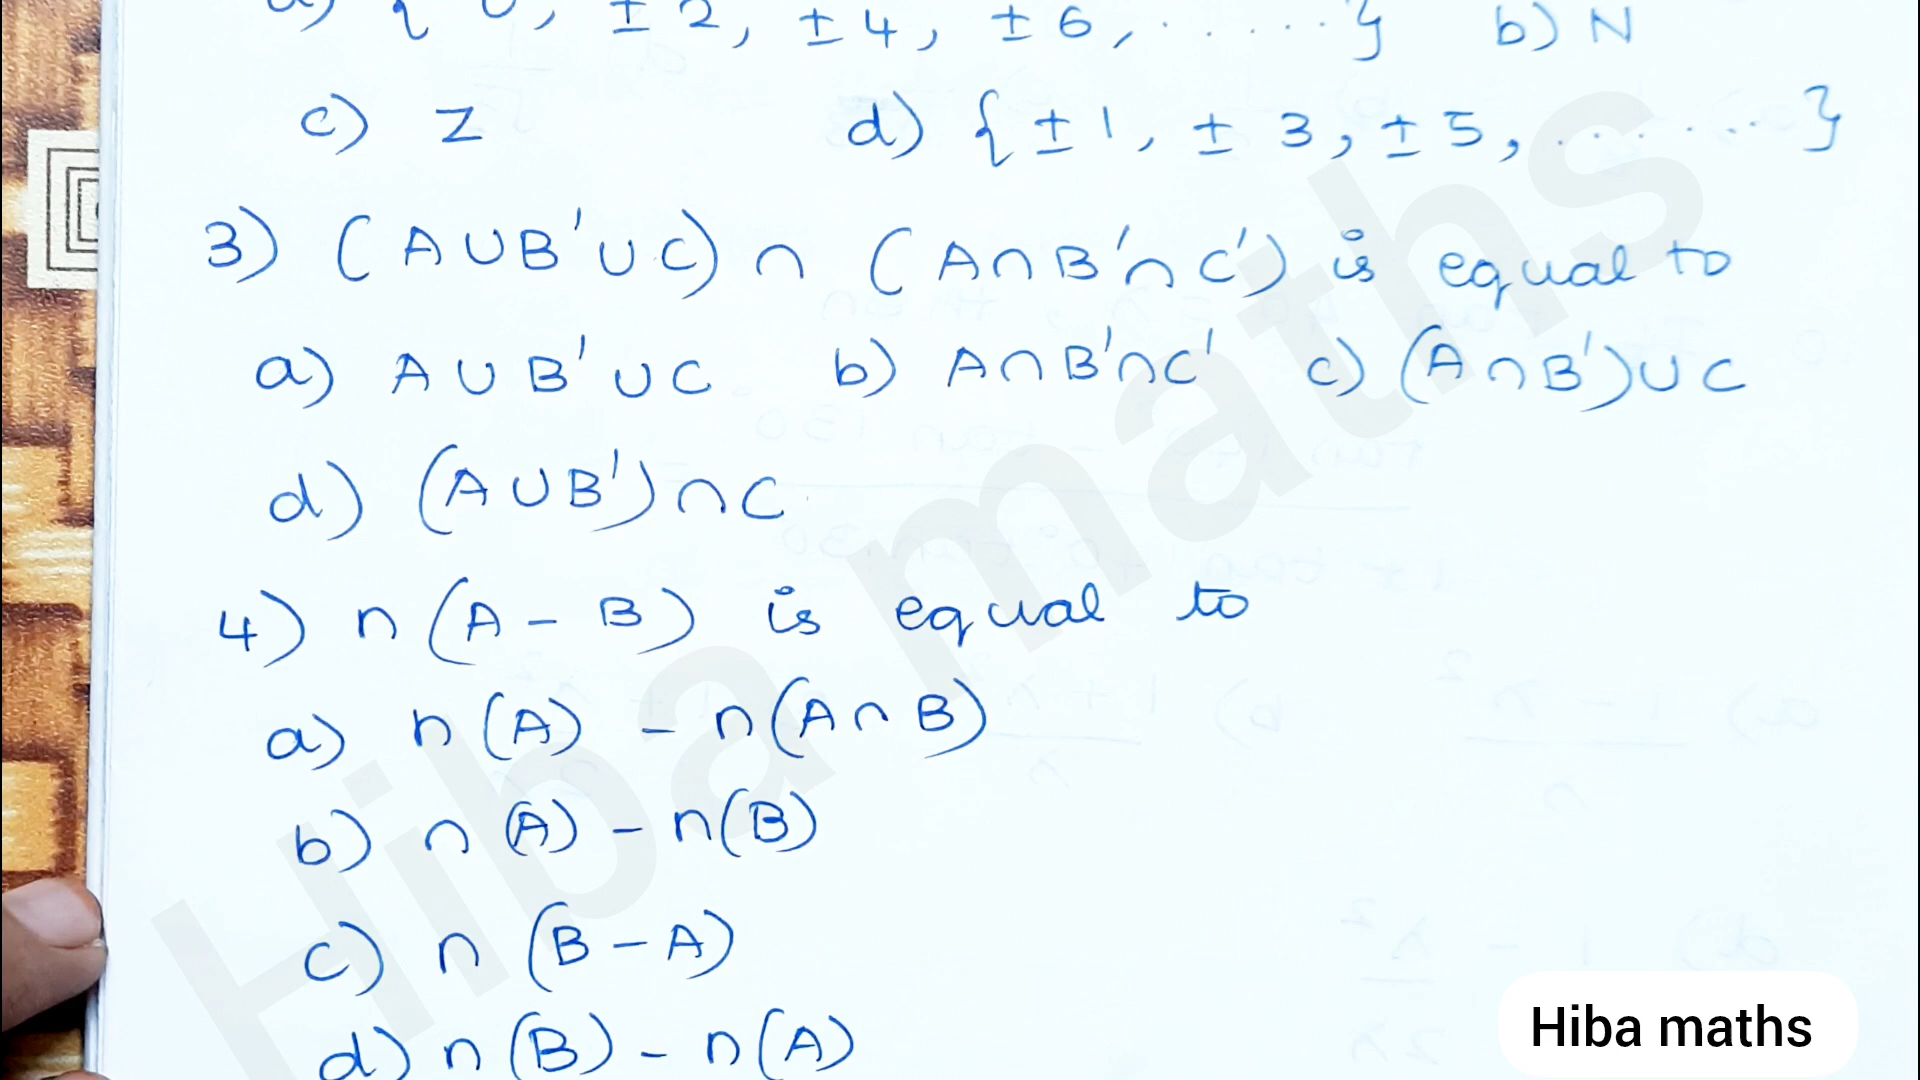 a) { 0, ± 2, ± 4, ± 6, . . . . . } b) N
c) Z d) { ± 1, ± 3, ± 5, . . . . . . }
3) ( A ∪ B' ∪ C) ∩ ( A ∩ B' ∩ C') is equal to
a) A ∪ B' ∪ C b) A ∩ B' ∩ C' c) (A ∩ B') ∪ C
d) (A ∪ B') ∩ C
4) n (A - B) is equal to
a) n (A) - n (A ∩ B)
b) n (A) - n(B)
c) n (B - A)
d) n (B) - n (A)
Hiba maths
Hiba maths